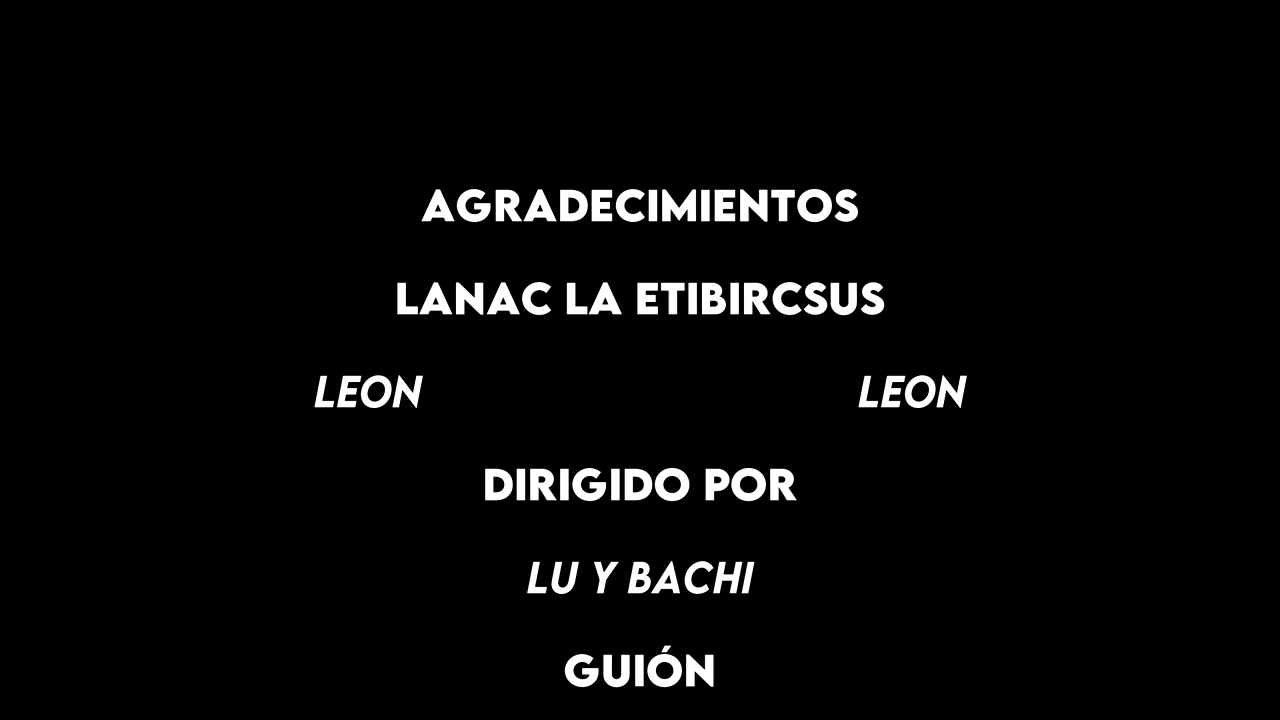 AGRADECIMIENTOS
LANAC LA ETIBIRCSUS
LEON LEON
DIRIGIDO POR
LU Y BACHI
GUIÓN